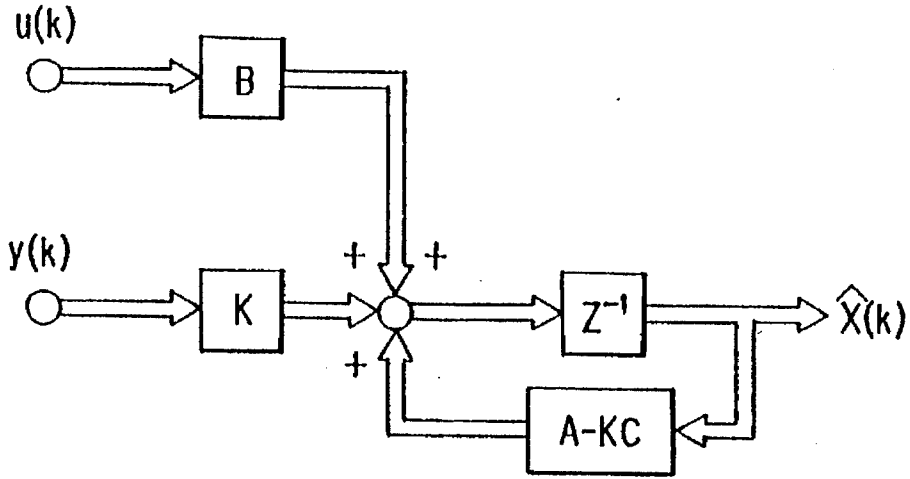 u(k)
B
+ +
y(k)
K
Z⁻¹
X̂(k)
+
A-KC